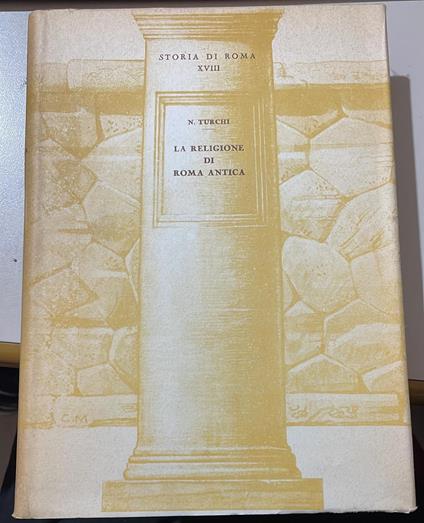 STORIA DI ROMA
XVIII
N. TURCHI
LA RELIGIONE
DI
ROMA ANTICA
C.M